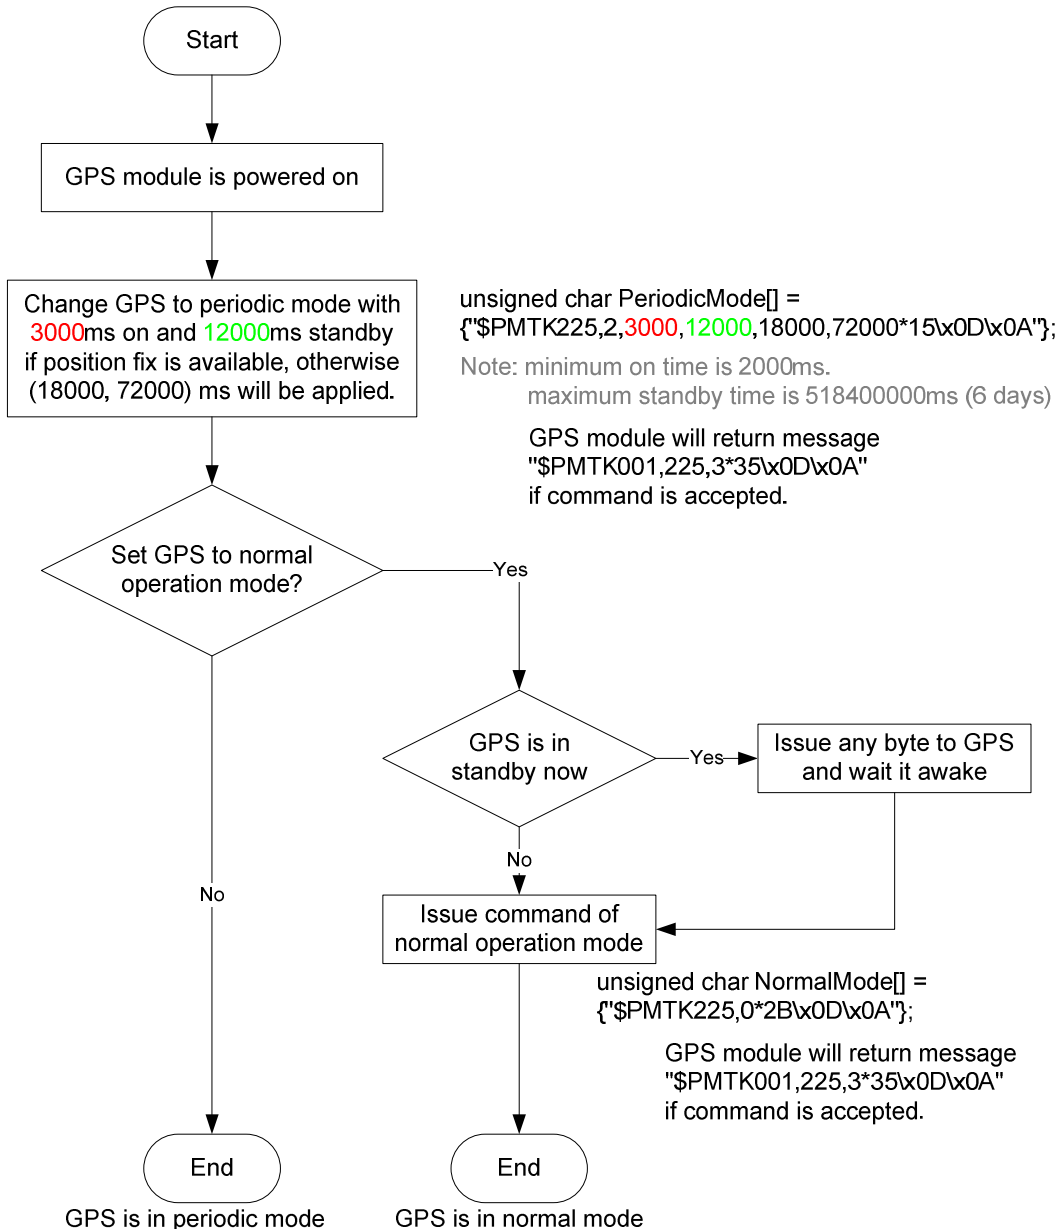 Start
GPS module is powered on
Change GPS to periodic mode with
3000ms on and 12000ms standby
if position fix is available, otherwise
(18000, 72000) ms will be applied.
unsigned char PeriodicMode[] =
{"$PMTK225,2,3000,12000,18000,72000*15\x0D\x0A"};
Note: minimum on time is 2000ms.
maximum standby time is 518400000ms (6 days)
GPS module will return message
"$PMTK001,225,3*35\x0D\x0A"
if command is accepted.
Set GPS to normal
operation mode?
Yes
GPS is in
standby now
Yes
Issue any byte to GPS
and wait it awake
No
No
Issue command of
normal operation mode
unsigned char NormalMode[] =
{"$PMTK225,0*2B\x0D\x0A"};
GPS module will return message
"$PMTK001,225,3*35\x0D\x0A"
if command is accepted.
End
GPS is in periodic mode
End
GPS is in normal mode